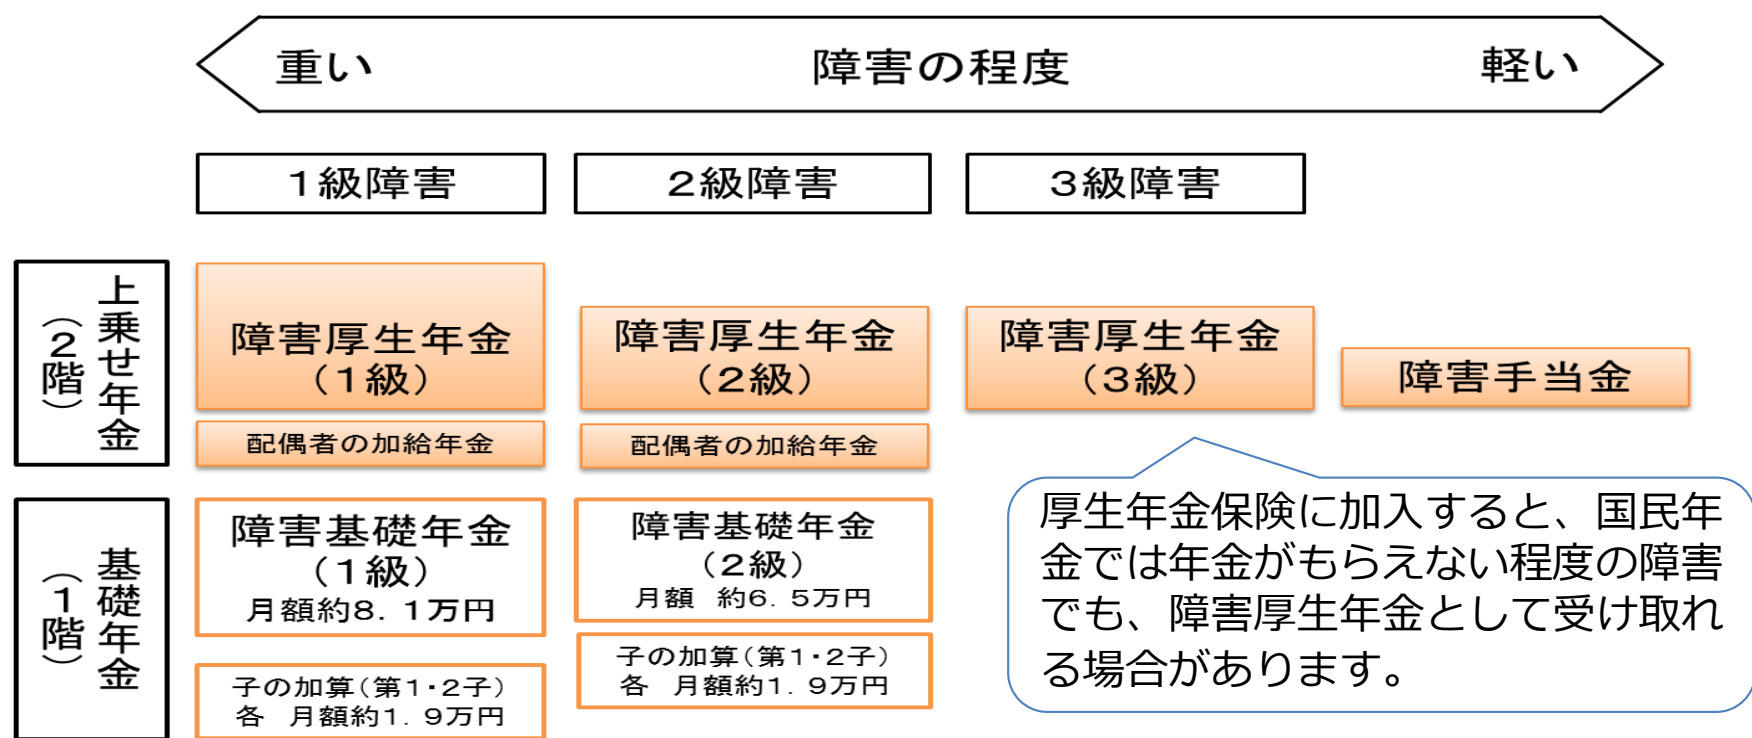 重い 障害の程度 軽い
1級障害 2級障害 3級障害
上乗せ年金
（2階）
障害厚生年金
（1級）
障害厚生年金
（2級）
障害厚生年金
（3級）
障害手当金
配偶者の加給年金
配偶者の加給年金
基礎年金
（1階）
障害基礎年金
（1級）
月額約8．1万円
障害基礎年金
（2級）
月額 約6．5万円
子の加算（第1・2子）
各 月額約1．9万円
子の加算（第1・2子）
各 月額約1．9万円
厚生年金保険に加入すると、国民年
金では年金がもらえない程度の障害
でも、障害厚生年金として受け取れ
る場合があります。